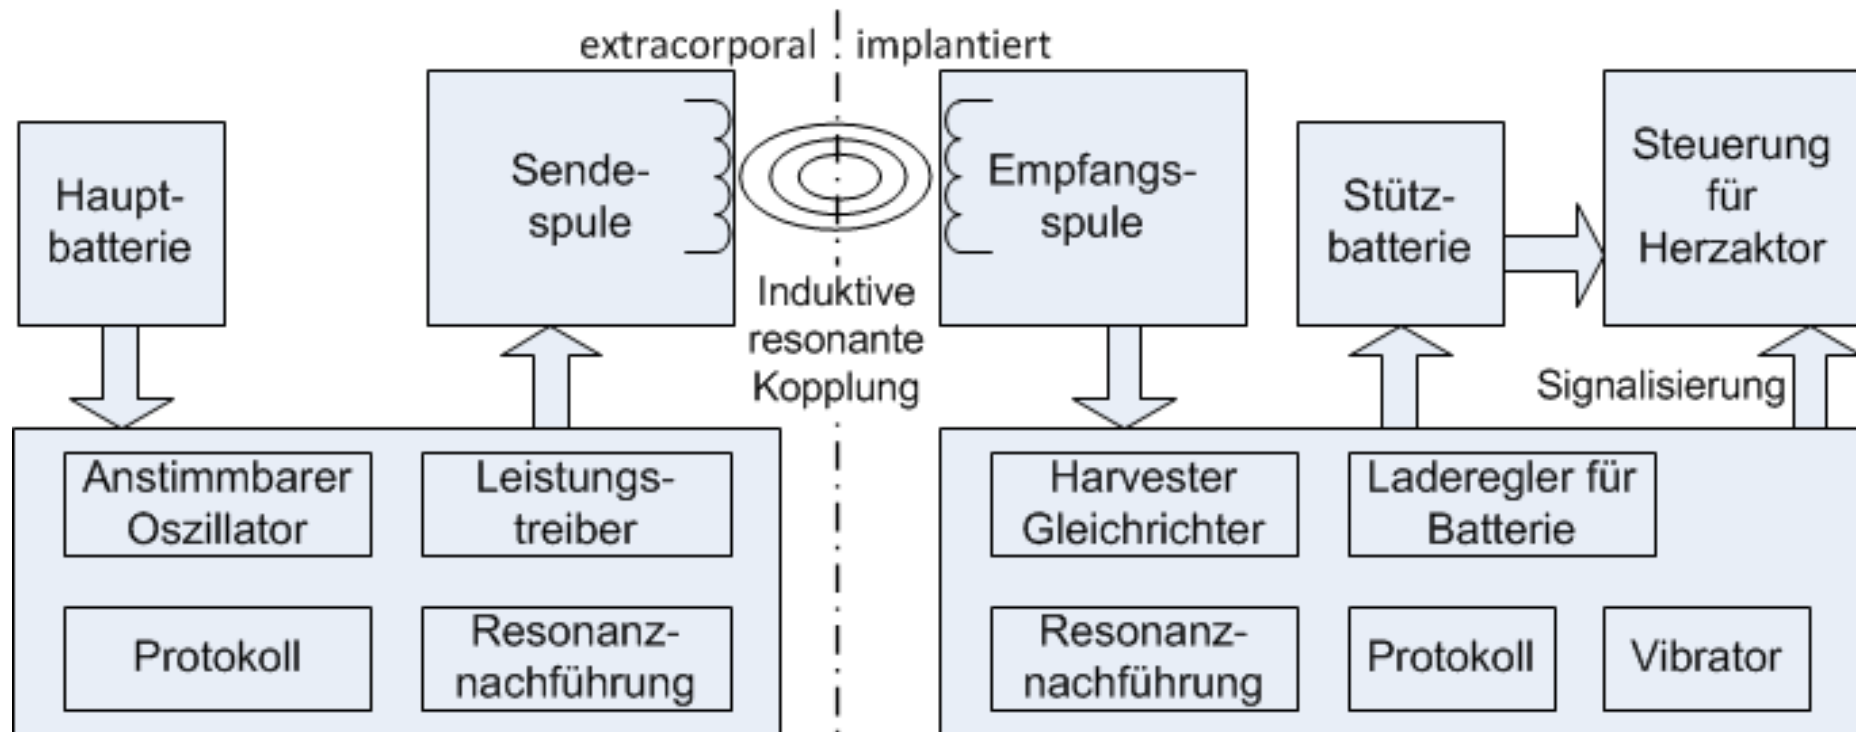 extracorporal
implantiert
Haupt-
batterie
Sende-
spule
Induktive
resonante
Kopplung
Empfangs-
spule
Stütz-
batterie
Steuerung
für
Herzaktor
Signalisierung
Anstimmbarer
Oszillator
Leistungs-
treiber
Protokoll
Resonanz-
nachführung
Harvester
Gleichrichter
Laderegler für
Batterie
Resonanz-
nachführung
Protokoll
Vibrator